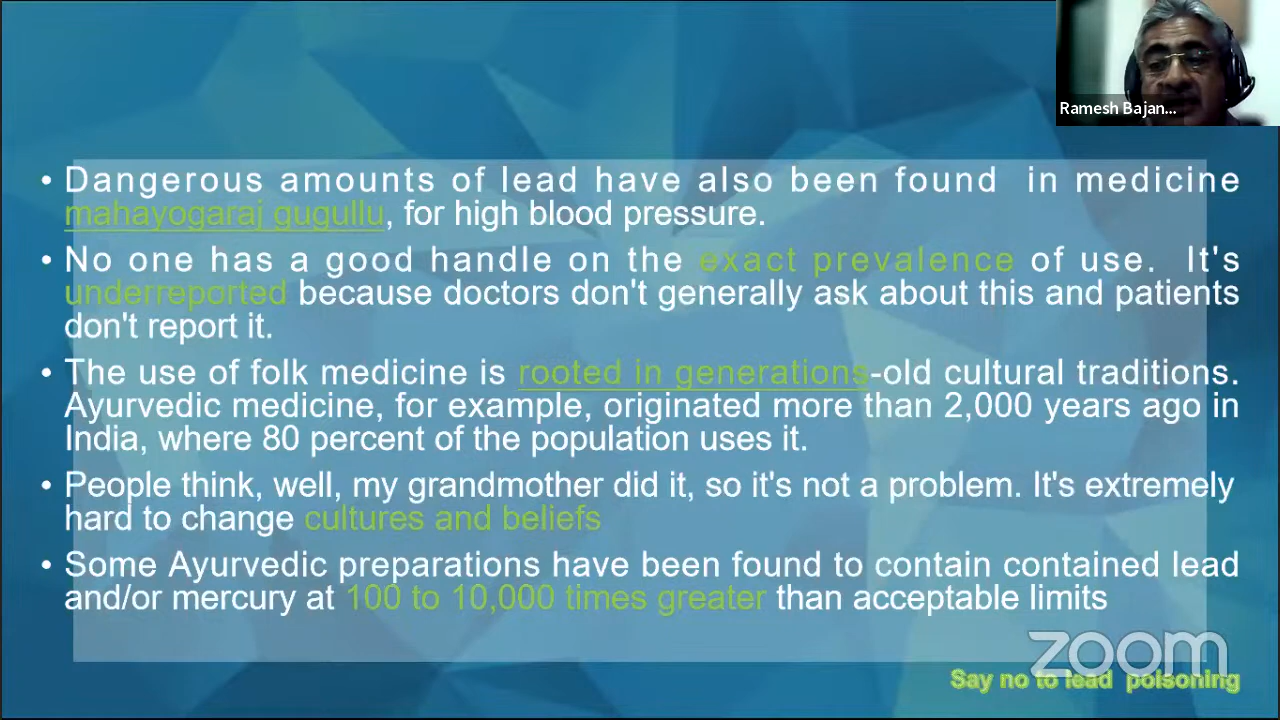 Ramesh Bajan...
• Dangerous amounts of lead have also been found in medicine
mahayogaraj gugullu, for high blood pressure.
• No one has a good handle on the exact prevalence of use. It's
underreported because doctors don't generally ask about this and patients
don't report it.
• The use of folk medicine is rooted in generations-old cultural traditions.
Ayurvedic medicine, for example, originated more than 2,000 years ago in
India, where 80 percent of the population uses it.
• People think, well, my grandmother did it, so it's not a problem. It's extremely
hard to change cultures and beliefs
• Some Ayurvedic preparations have been found to contain contained lead
and/or mercury at 100 to 10,000 times greater than acceptable limits
zoom
Say no to lead poisoning